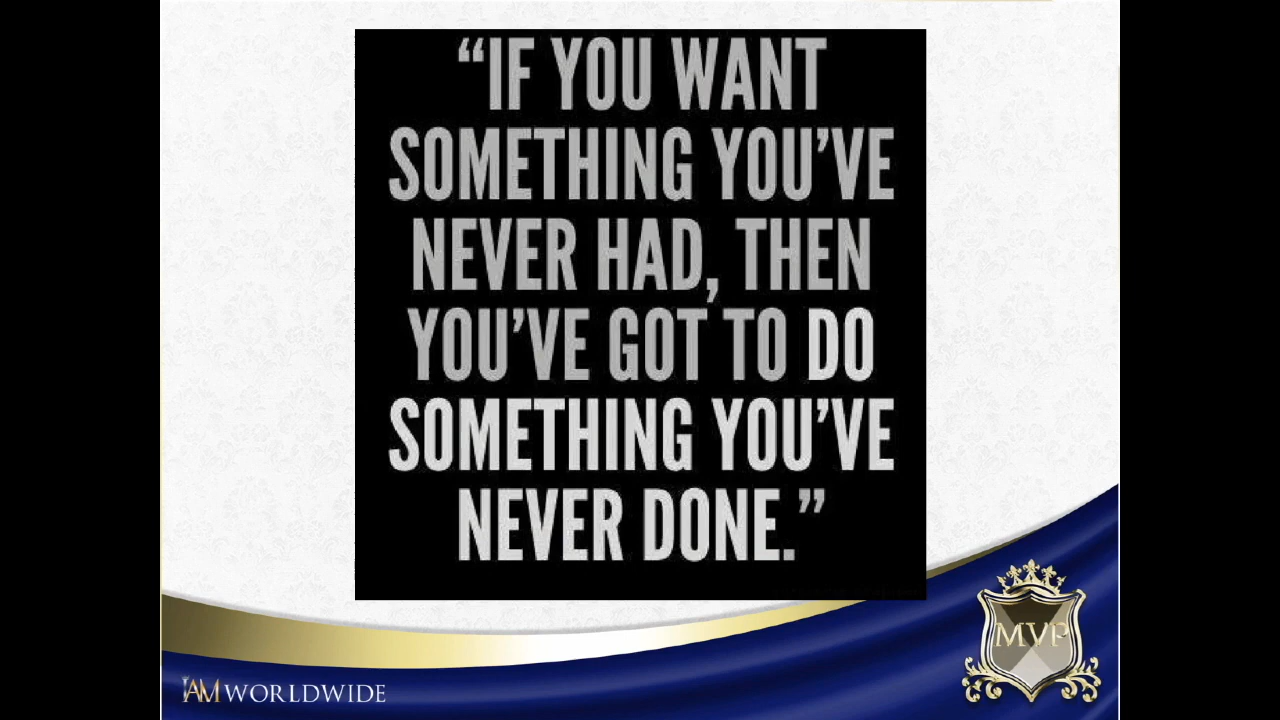 “IF YOU WANT
SOMETHING YOU’VE
NEVER HAD, THEN
YOU’VE GOT TO DO
SOMETHING YOU’VE
NEVER DONE.”
MVP
IAM WORLDWIDE